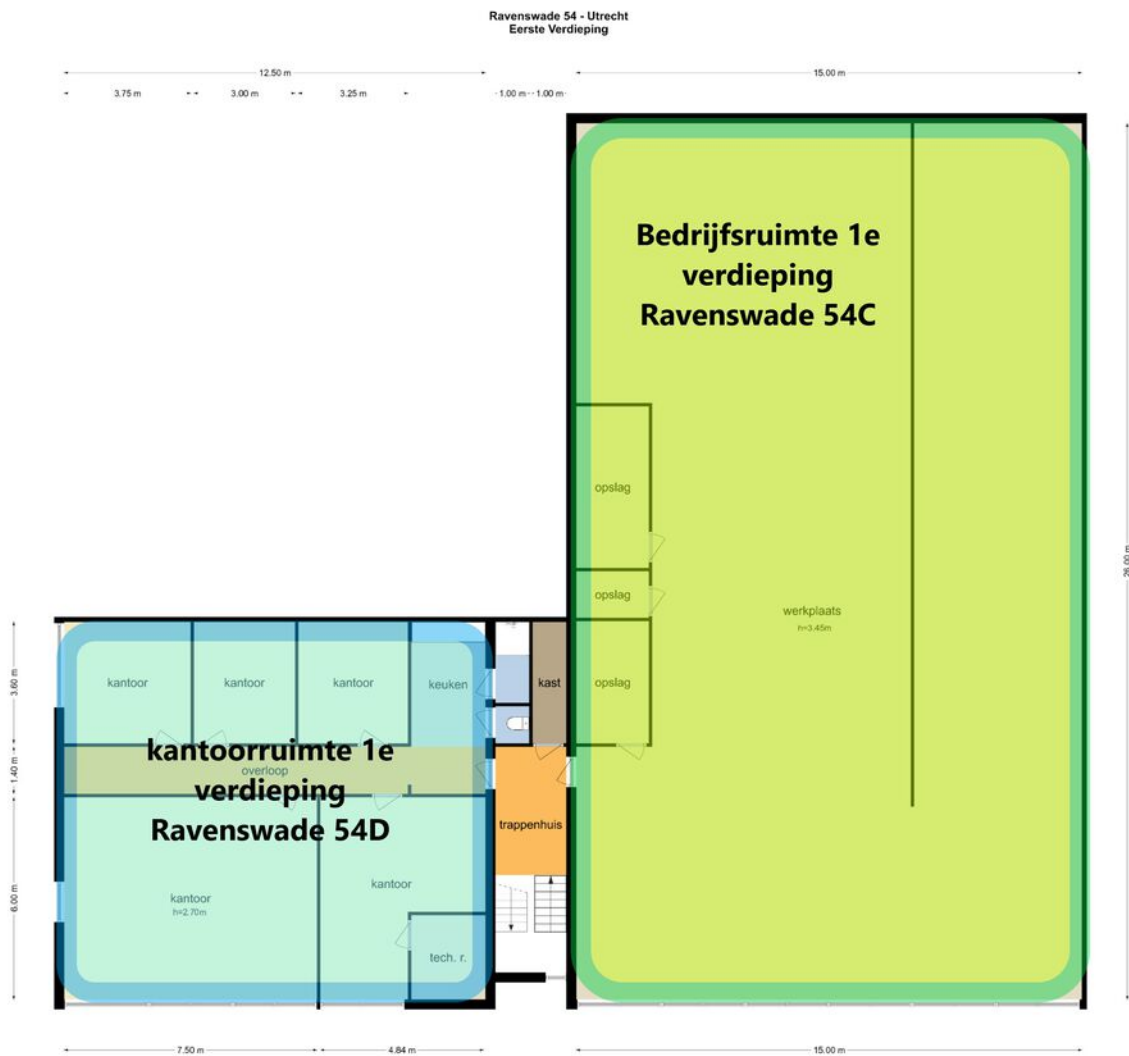 Ravenswade 54 - Utrecht
Eerste Verdieping
12.50 m
15.00 m
3.75 m
3.00 m
3.25 m
1.00 m
1.00 m
Bedrijfsruimte 1e
verdieping
Ravenswade 54C
opslag
26.00 m
opslag
werkplaats
h=3.45m
3.60 m
kantoor
kantoor
kantoor
keuken
kast
opslag
1.40 m
kantoorruimte 1e
overloop
verdieping
Ravenswade 54D
trappenhuis
6.00 m
kantoor
h=2.70m
kantoor
tech. r.
7.50 m
4.84 m
15.00 m